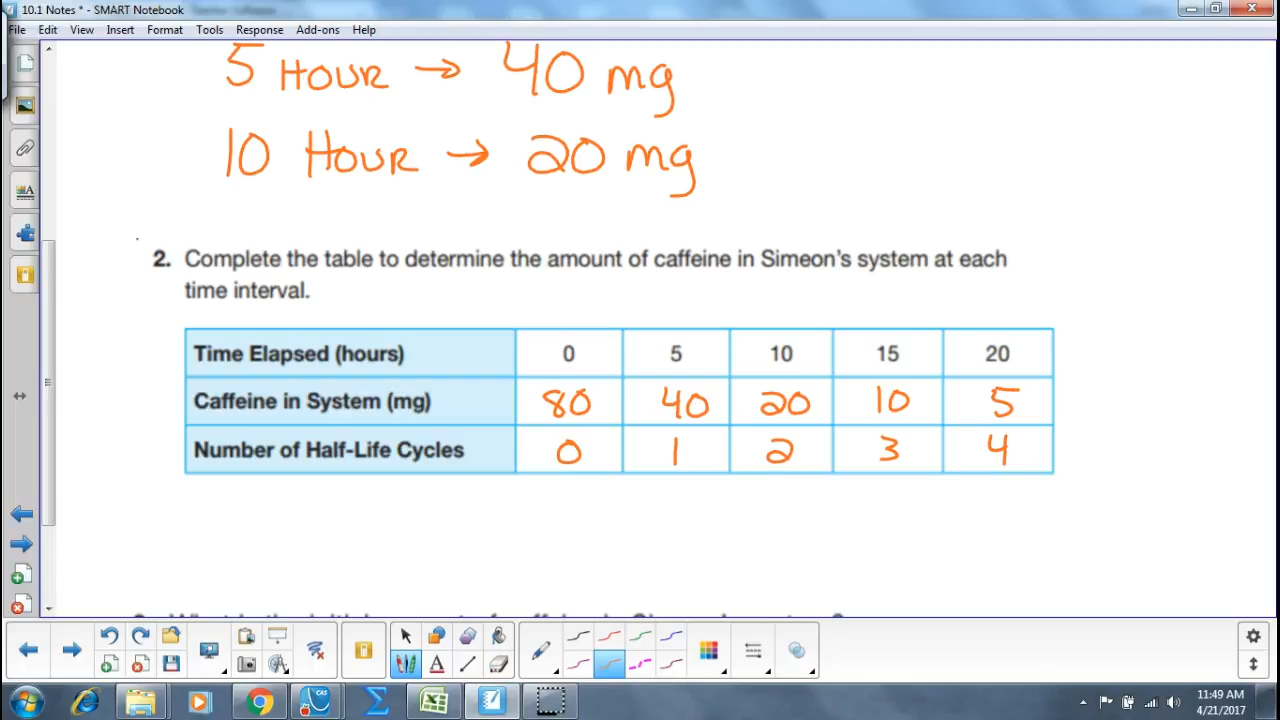 10.1 Notes * - SMART Notebook
File Edit View Insert Format Tools Response Add-ons Help
5 HOUR → 40 mg
10 HOUR → 20 mg
2. Complete the table to determine the amount of caffeine in Simeon's system at each
time interval.
Time Elapsed (hours) 0 5 10 15 20
Caffeine in System (mg) 80 40 20 10 5
Number of Half-Life Cycles 0 1 2 3 4
11:49 AM
4/21/2017